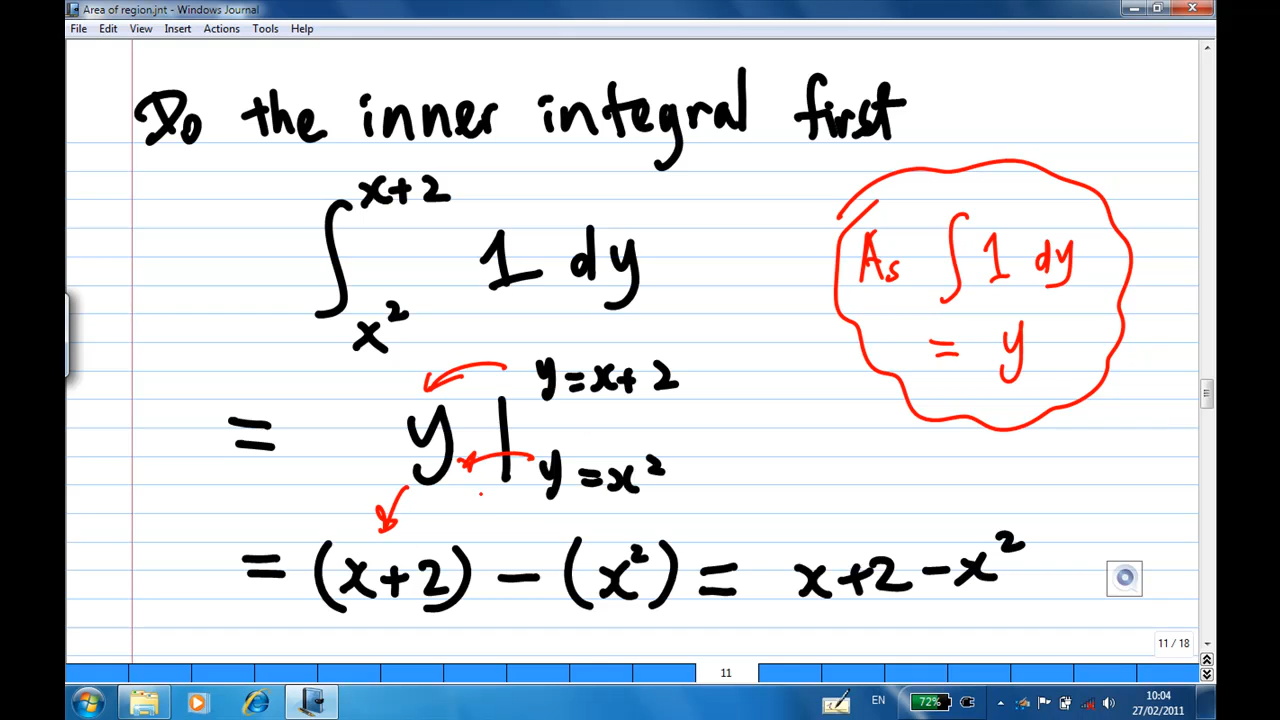 Area of region.jnt - Windows Journal
File Edit View Insert Actions Tools Help
Do the inner integral first
∫_{x²}^{x+2} 1 dy
As ∫ 1 dy
= y
= y | y=x+2
y=x²
= (x+2) − (x²) = x+2−x²
11 / 18
11
EN
72%
10:04
27/02/2011